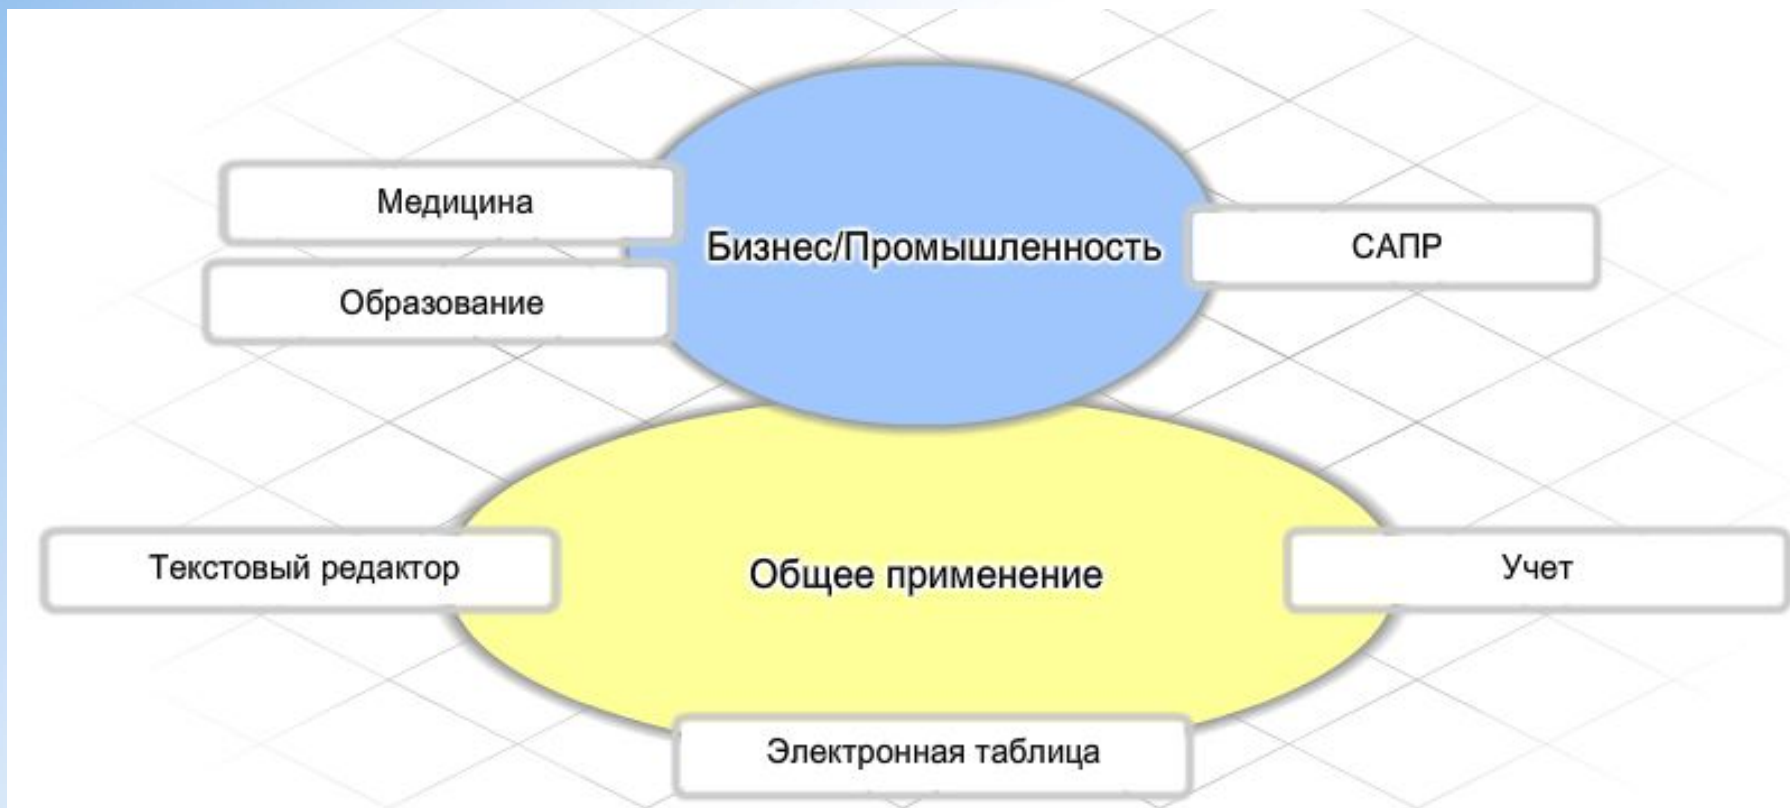 Медицина
Бизнес/Промышленность
САПР
Образование
Текстовый редактор
Общее применение
Учет
Электронная таблица